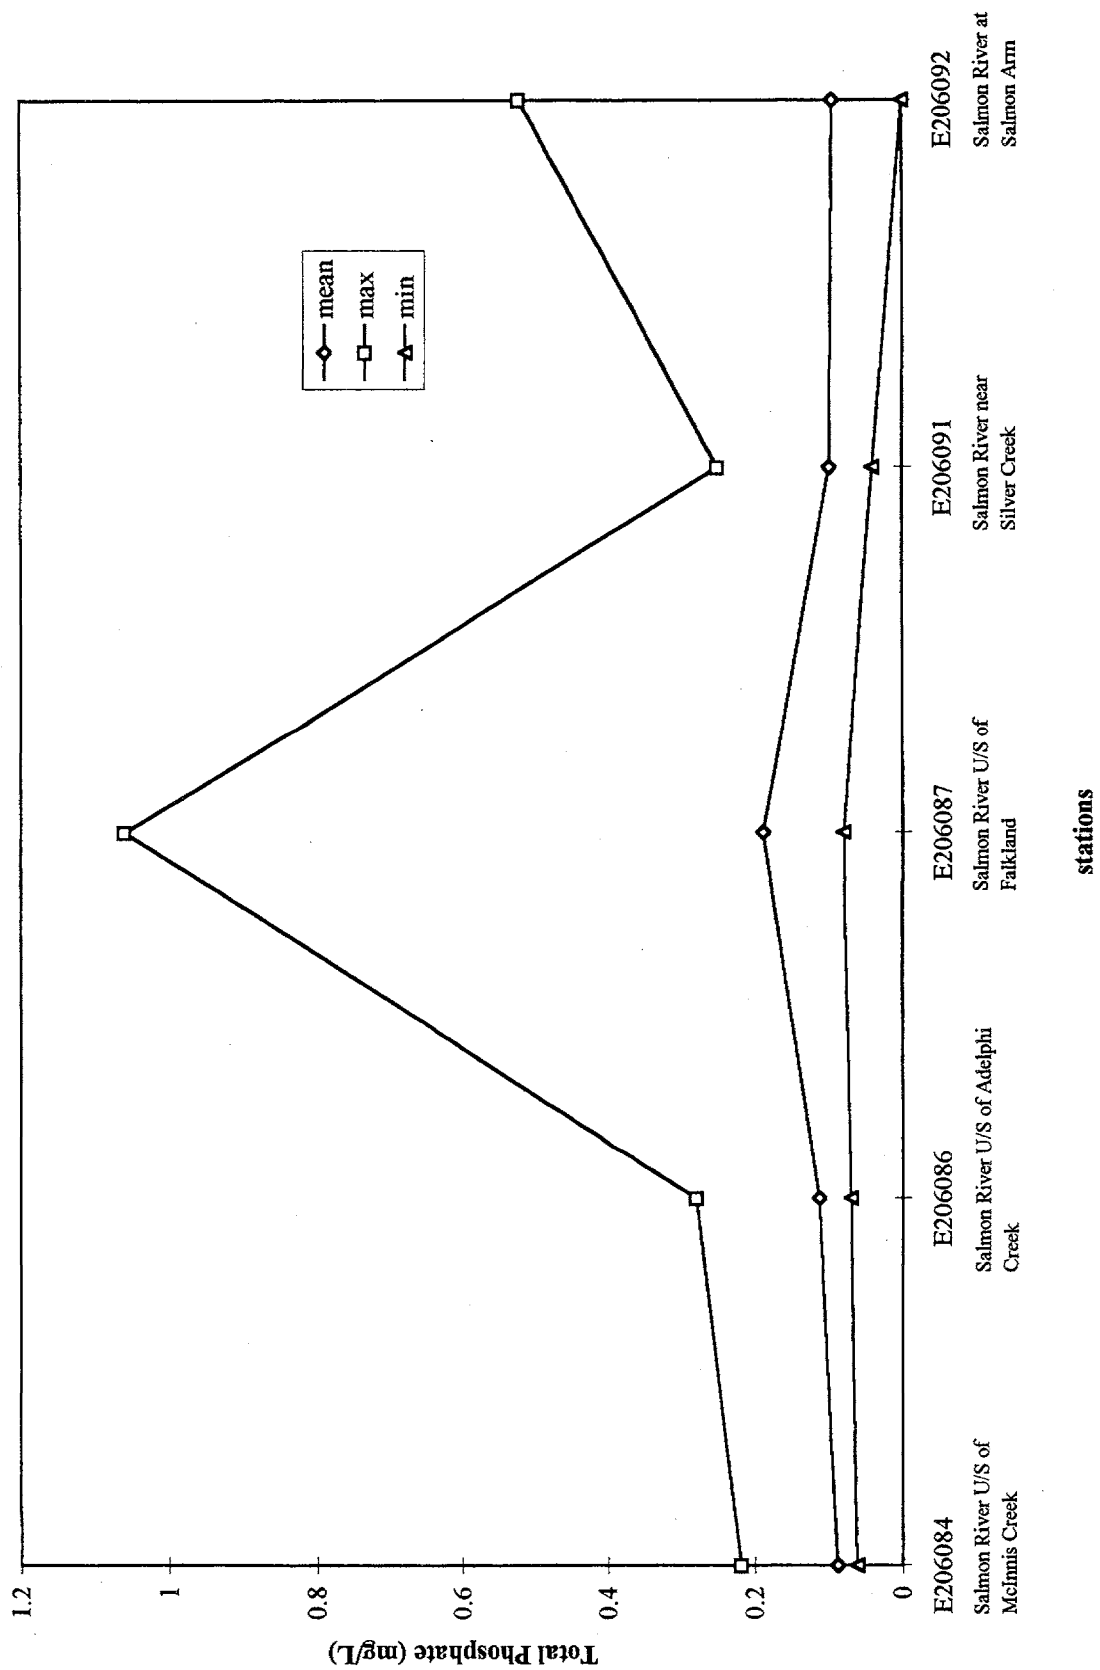 Total Phosphate (mg/L)
1.2
1
0.8
0.6
0.4
0.2
0
mean
max
min
E206084
Salmon River U/S of
McInnis Creek
E206086
Salmon River U/S of Adelphi
Creek
E206087
Salmon River U/S of
Falkland
E206091
Salmon River near
Silver Creek
E206092
Salmon River at
Salmon Arm
stations